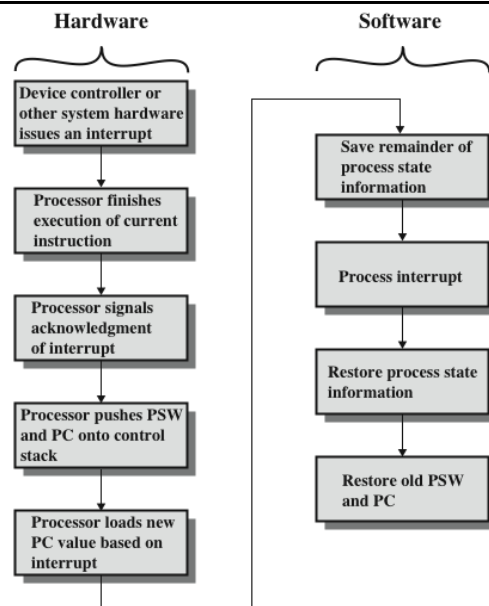 Hardware
Device controller or
other system hardware
issues an interrupt
Processor finishes
execution of current
instruction
Processor signals
acknowledgment
of interrupt
Processor pushes PSW
and PC onto control
stack
Processor loads new
PC value based on
interrupt
Software
Save remainder of
process state
information
Process interrupt
Restore process state
information
Restore old PSW
and PC